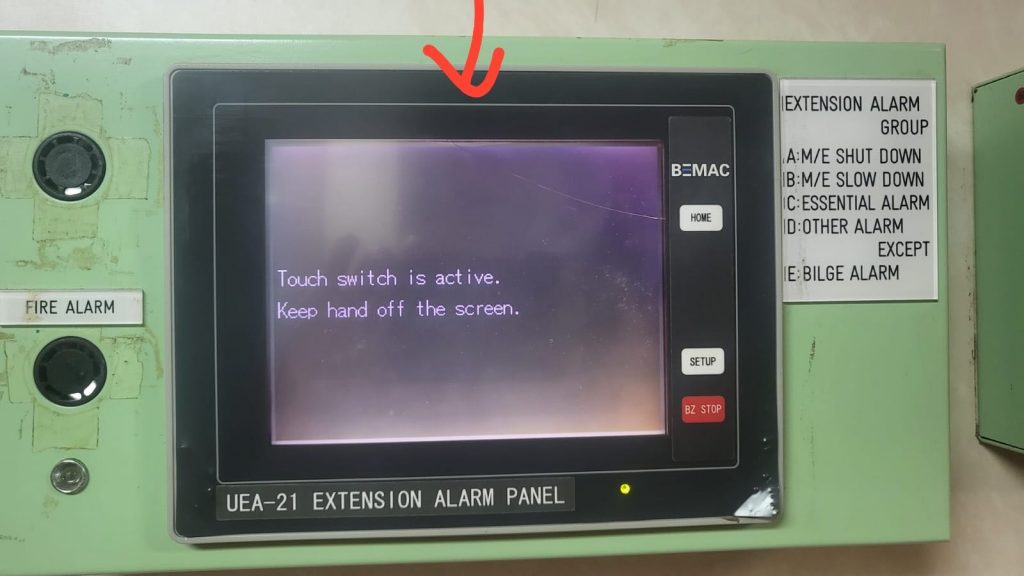 FIRE ALARM
Touch switch is active.
Keep hand off the screen.
BEMAC
HOME
SETUP
BZ STOP
UEA-21 EXTENSION ALARM PANEL
EXTENSION ALARM
GROUP
A:M/E SHUT DOWN
B:M/E SLOW DOWN
C:ESSENTIAL ALARM
D:OTHER ALARM
EXCEPT
E:BILGE ALARM